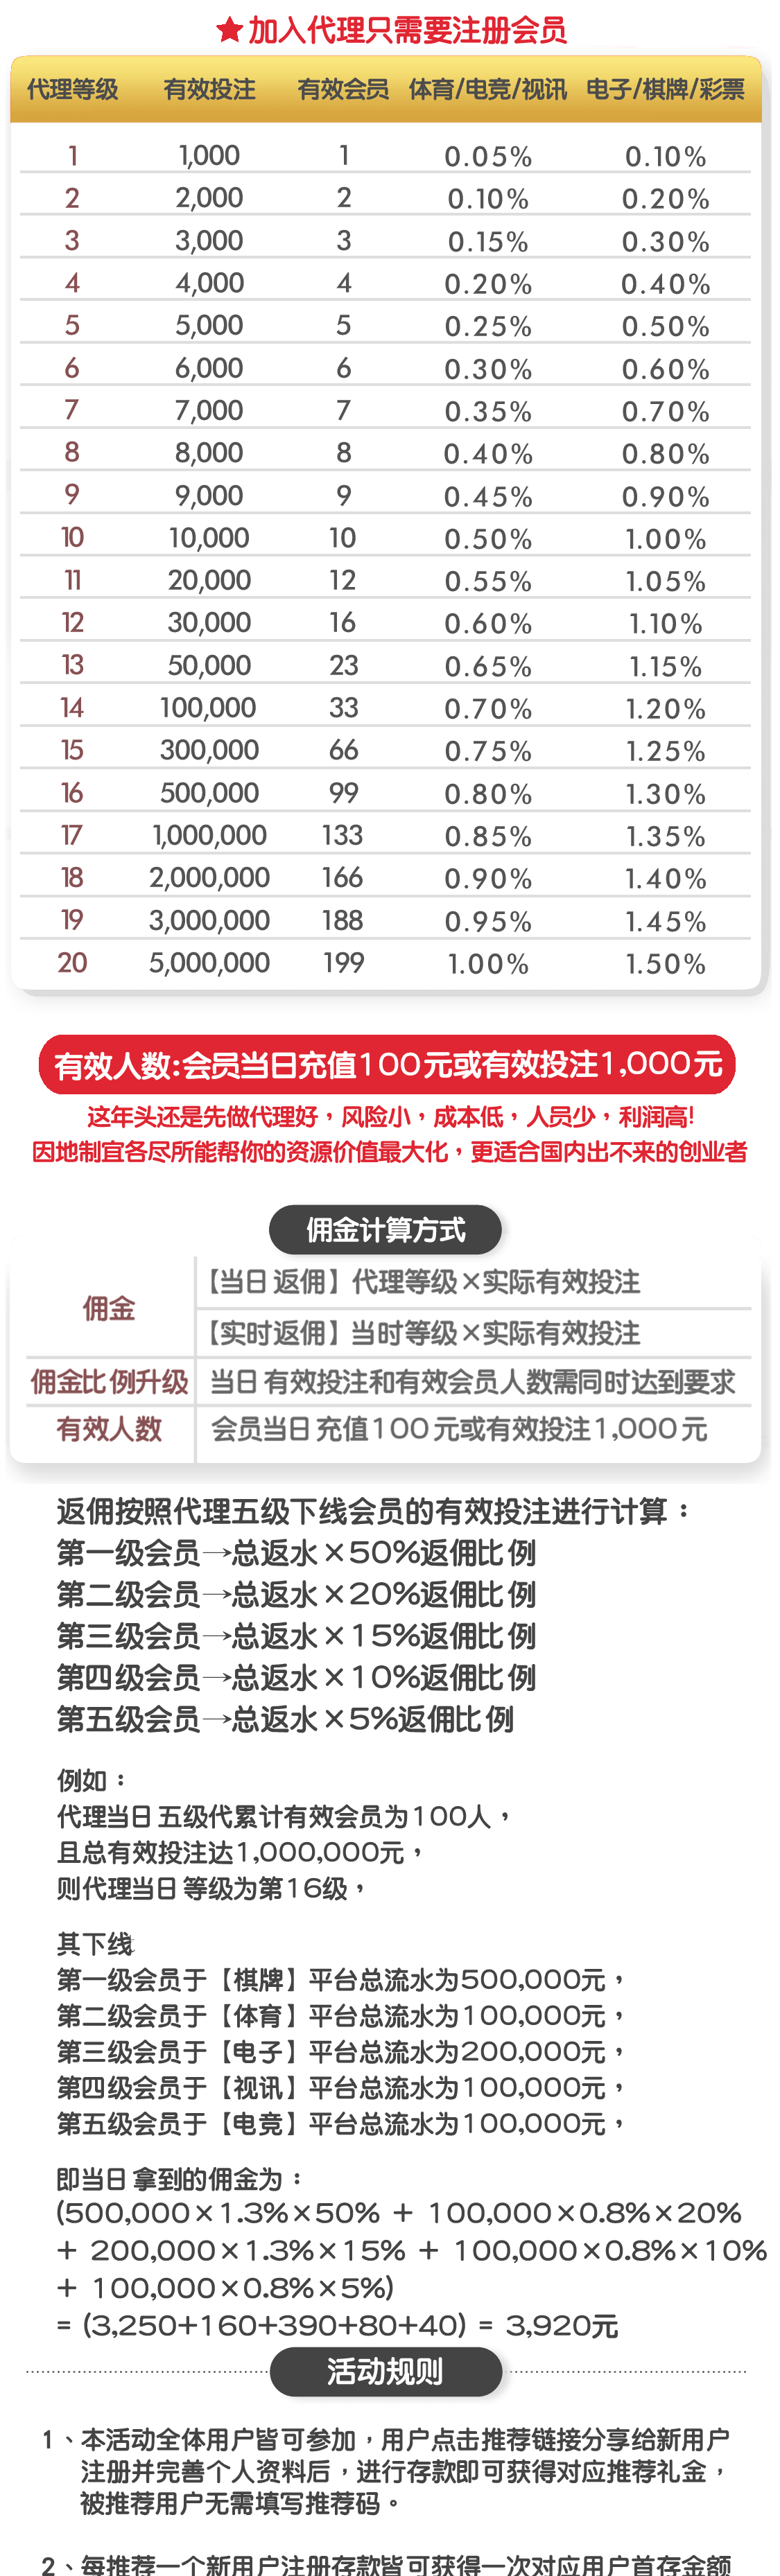 ★加入代理只需要注册会员
代理等级 有效投注 有效会员 体育/电竞/视讯 电子/棋牌/彩票
1 1,000 1 0.05% 0.10%
2 2,000 2 0.10% 0.20%
3 3,000 3 0.15% 0.30%
4 4,000 4 0.20% 0.40%
5 5,000 5 0.25% 0.50%
6 6,000 6 0.30% 0.60%
7 7,000 7 0.35% 0.70%
8 8,000 8 0.40% 0.80%
9 9,000 9 0.45% 0.90%
10 10,000 10 0.50% 1.00%
11 20,000 12 0.55% 1.05%
12 30,000 16 0.60% 1.10%
13 50,000 23 0.65% 1.15%
14 100,000 33 0.70% 1.20%
15 300,000 66 0.75% 1.25%
16 500,000 99 0.80% 1.30%
17 1,000,000 133 0.85% 1.35%
18 2,000,000 166 0.90% 1.40%
19 3,000,000 188 0.95% 1.45%
20 5,000,000 199 1.00% 1.50%
有效人数:会员当日充值100元或有效投注1,000元
这年头还是先做代理好，风险小，成本低，人员少，利润高!
因地制宜各尽所能帮你的资源价值最大化，更适合国内出不来的创业者
佣金计算方式
佣金
【当日返佣】代理等级×实际有效投注
【实时返佣】当时等级×实际有效投注
佣金比例升级 当日有效投注和有效会员人数需同时达到要求
有效人数 会员当日充值100元或有效投注1,000元
返佣按照代理五级下线会员的有效投注进行计算：
第一级会员→总返水×50%返佣比例
第二级会员→总返水×20%返佣比例
第三级会员→总返水×15%返佣比例
第四级会员→总返水×10%返佣比例
第五级会员→总返水×5%返佣比例
例如：
代理当日五级代累计有效会员为100人，
且总有效投注达1,000,000元，
则代理当日等级为第16级，
其下线
第一级会员于【棋牌】平台总流水为500,000元，
第二级会员于【体育】平台总流水为100,000元，
第三级会员于【电子】平台总流水为200,000元，
第四级会员于【视讯】平台总流水为100,000元，
第五级会员于【电竞】平台总流水为100,000元，
即当日拿到的佣金为：
(500,000×1.3%×50% + 100,000×0.8%×20%
+ 200,000×1.3%×15% + 100,000×0.8%×10%
+ 100,000×0.8%×5%)
= (3,250+160+390+80+40) = 3,920元
活动规则
1、本活动全体用户皆可参加，用户点击推荐链接分享给新用户
注册并完善个人资料后，进行存款即可获得对应推荐礼金，
被推荐用户无需填写推荐码。
2、每推荐一个新用户注册存款皆可获得一次对应用户首存金额